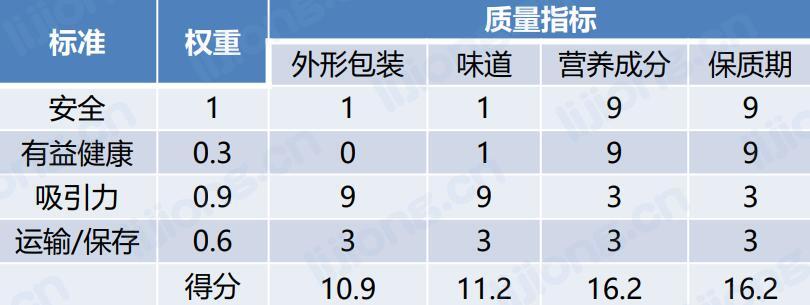 标准 权重 质量指标
外形包装 味道 营养成分 保质期
安全 1 1 1 9 9
有益健康 0.3 0 1 9 9
吸引力 0.9 9 9 3 3
运输/保存 0.6 3 3 3 3
得分 10.9 11.2 16.2 16.2
lijiong.cn